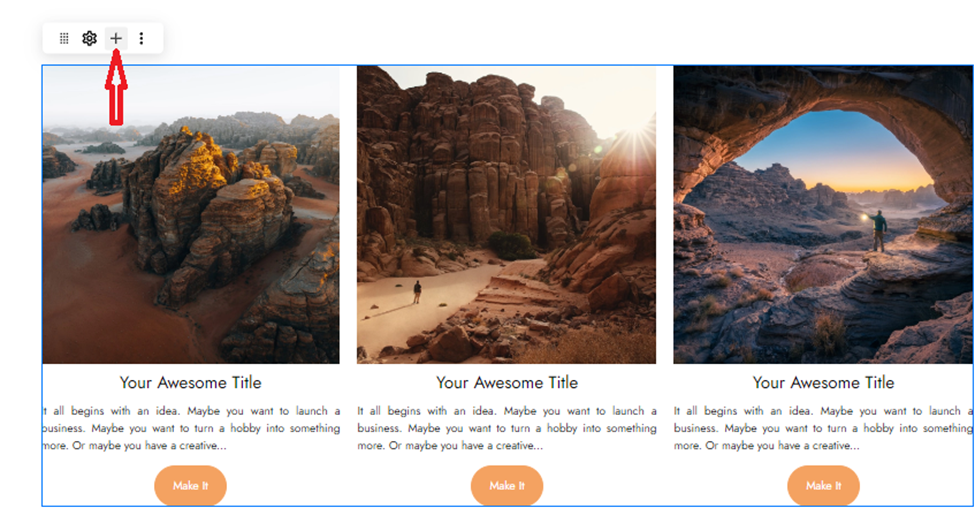 Your Awesome Title
It all begins with an idea. Maybe you want to launch a
business. Maybe you want to turn a hobby into something
more. Or maybe you have a creative...
Make It
Your Awesome Title
It all begins with an idea. Maybe you want to launch a
business. Maybe you want to turn a hobby into something
more. Or maybe you have a creative...
Make It
Your Awesome Title
It all begins with an idea. Maybe you want to launch a
business. Maybe you want to turn a hobby into something
more. Or maybe you have a creative...
Make It